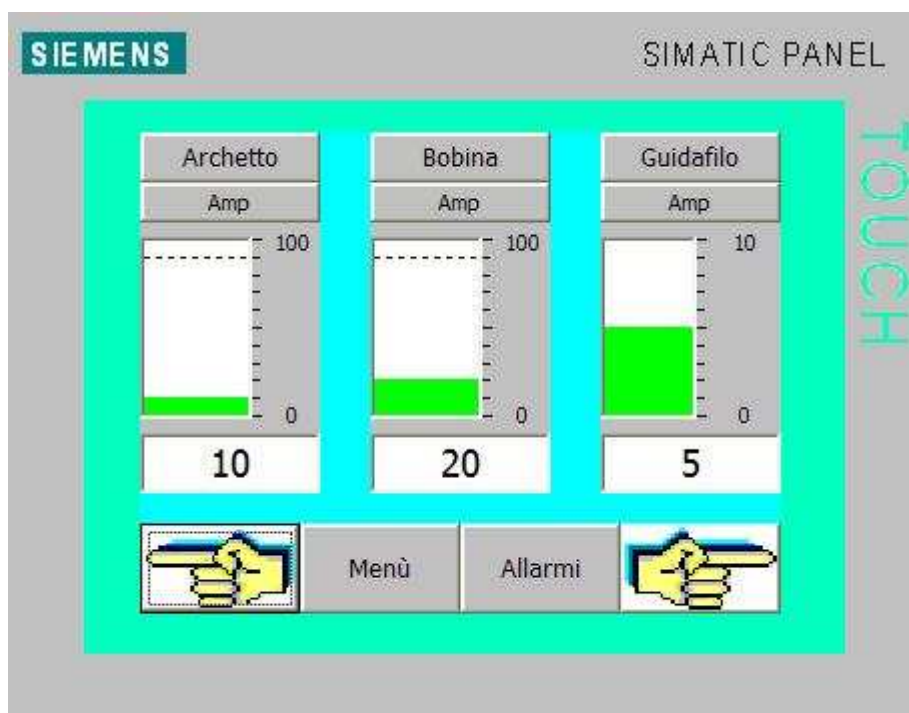 SIEMENS
SIMATIC PANEL
TOUCH
Archetto Bobina Guidafilo
Amp Amp Amp
100 100 10
0 0 0
10 20 5
Menù Allarmi